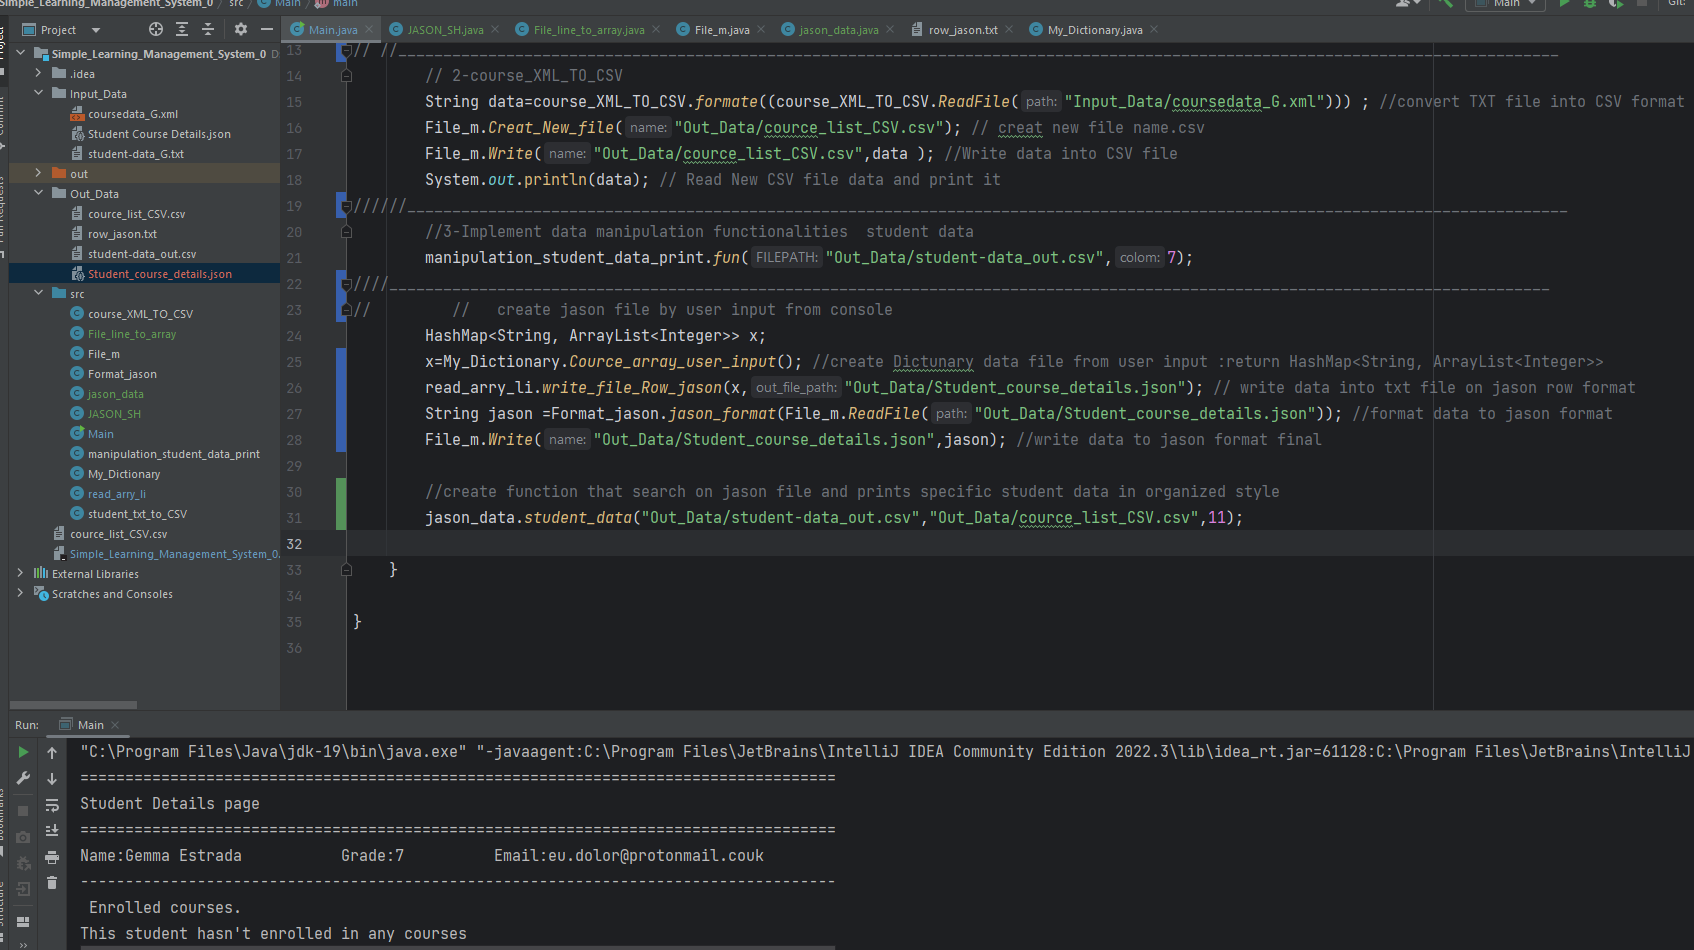 Simple_Learning_Management_System_0 src Main main
Main Git:
Project
Main.java JASON_SH.java File_line_to_array.java File_m.java jason_data.java row_jason.txt My_Dictionary.java
Simple_Learning_Management_System_0
.idea
Input_Data
coursedata_G.xml
Student Course Details.json
student-data_G.txt
out
Out_Data
cource_list_CSV.csv
row_jason.txt
student-data_out.csv
Student_course_details.json
src
course_XML_TO_CSV
File_line_to_array
File_m
Format_jason
jason_data
JASON_SH
Main
manipulation_student_data_print
My_Dictionary
read_arry_li
student_txt_to_CSV
cource_list_CSV.csv
Simple_Learning_Management_System_0.
External Libraries
Scratches and Consoles
13 // //
14 // 2-course_XML_TO_CSV
15 String data=course_XML_TO_CSV.formate((course_XML_TO_CSV.ReadFile( path: "Input_Data/coursedata_G.xml"))) ; //convert TXT file into CSV format
16 File_m.Creat_New_file( name: "Out_Data/cource_list_CSV.csv"); // creat new file name.csv
17 File_m.Write( name: "Out_Data/cource_list_CSV.csv",data ); //Write data into CSV file
18 System.out.println(data); // Read New CSV file data and print it
19 //////
20 //3-Implement data manipulation functionalities  student data
21 manipulation_student_data_print.fun( FILEPATH: "Out_Data/student-data_out.csv", colom: 7);
22 ////
23 // //   create jason file by user input from console
24 HashMap<String, ArrayList<Integer>> x;
25 x=My_Dictionary.Cource_array_user_input(); //create Dictunary data file from user input :return HashMap<String, ArrayList<Integer>>
26 read_arry_li.write_file_Row_jason(x, out_file_path: "Out_Data/Student_course_details.json"); // write data into txt file on jason row format
27 String jason =Format_jason.jason_format(File_m.ReadFile( path: "Out_Data/Student_course_details.json")); //format data to jason format
28 File_m.Write( name: "Out_Data/Student_course_details.json",jason); //write data to jason format final
29
30 //create function that search on jason file and prints specific student data in organized style
31 jason_data.student_data("Out_Data/student-data_out.csv","Out_Data/cource_list_CSV.csv",11);
32
33 }
34
35 }
36
Run: Main
"C:\Program Files\Java\jdk-19\bin\java.exe" "-javaagent:C:\Program Files\JetBrains\IntelliJ IDEA Community Edition 2022.3\lib\idea_rt.jar=61128:C:\Program Files\JetBrains\IntelliJ
====================================================================================
Student Details page
====================================================================================
Name:Gemma Estrada Grade:7 Email:eu.dolor@protonmail.couk
------------------------------------------------------------------------------------
Enrolled courses.
This student hasn't enrolled in any courses